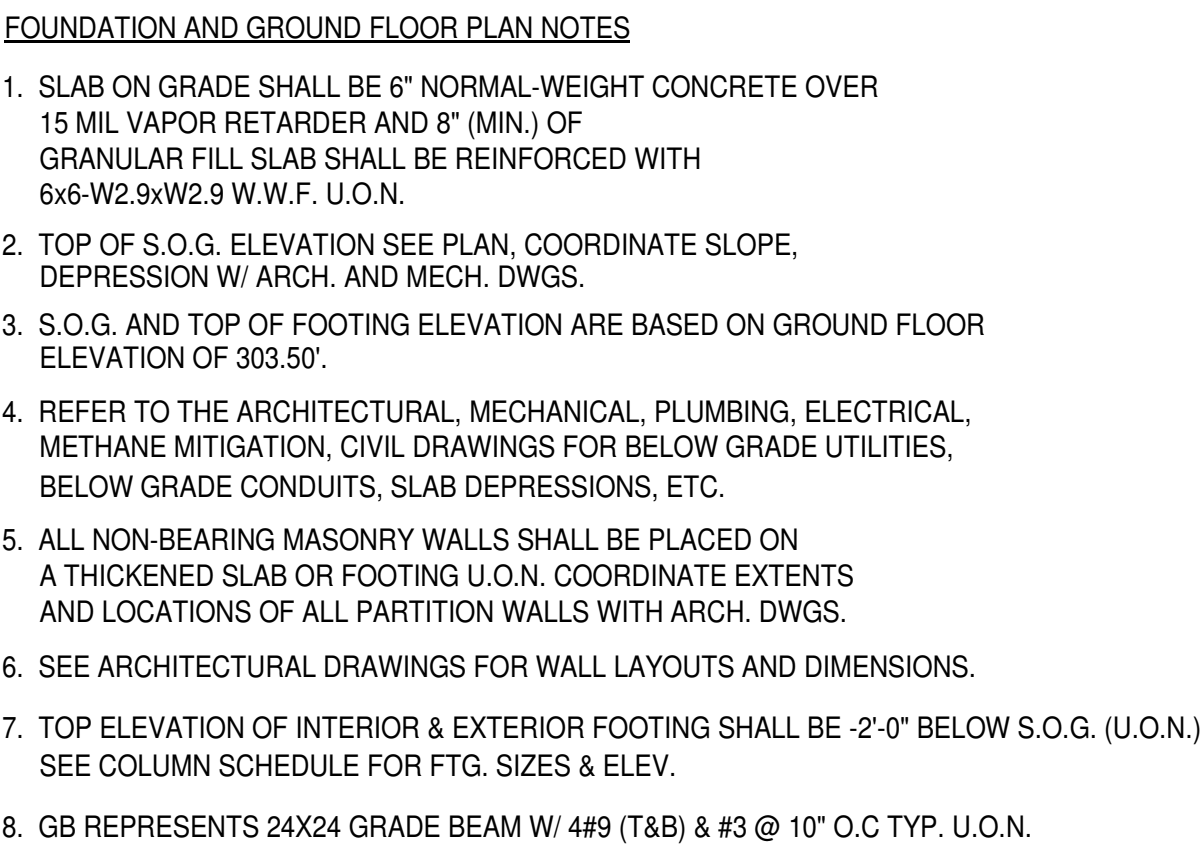 FOUNDATION AND GROUND FLOOR PLAN NOTES
1. SLAB ON GRADE SHALL BE 6" NORMAL-WEIGHT CONCRETE OVER
15 MIL VAPOR RETARDER AND 8" (MIN.) OF
GRANULAR FILL SLAB SHALL BE REINFORCED WITH
6x6-W2.9xW2.9 W.W.F. U.O.N.
2. TOP OF S.O.G. ELEVATION SEE PLAN, COORDINATE SLOPE,
DEPRESSION W/ ARCH. AND MECH. DWGS.
3. S.O.G. AND TOP OF FOOTING ELEVATION ARE BASED ON GROUND FLOOR
ELEVATION OF 303.50'.
4. REFER TO THE ARCHITECTURAL, MECHANICAL, PLUMBING, ELECTRICAL,
METHANE MITIGATION, CIVIL DRAWINGS FOR BELOW GRADE UTILITIES,
BELOW GRADE CONDUITS, SLAB DEPRESSIONS, ETC.
5. ALL NON-BEARING MASONRY WALLS SHALL BE PLACED ON
A THICKENED SLAB OR FOOTING U.O.N. COORDINATE EXTENTS
AND LOCATIONS OF ALL PARTITION WALLS WITH ARCH. DWGS.
6. SEE ARCHITECTURAL DRAWINGS FOR WALL LAYOUTS AND DIMENSIONS.
7. TOP ELEVATION OF INTERIOR & EXTERIOR FOOTING SHALL BE -2'-0" BELOW S.O.G. (U.O.N.)
SEE COLUMN SCHEDULE FOR FTG. SIZES & ELEV.
8. GB REPRESENTS 24X24 GRADE BEAM W/ 4#9 (T&B) & #3 @ 10" O.C TYP. U.O.N.